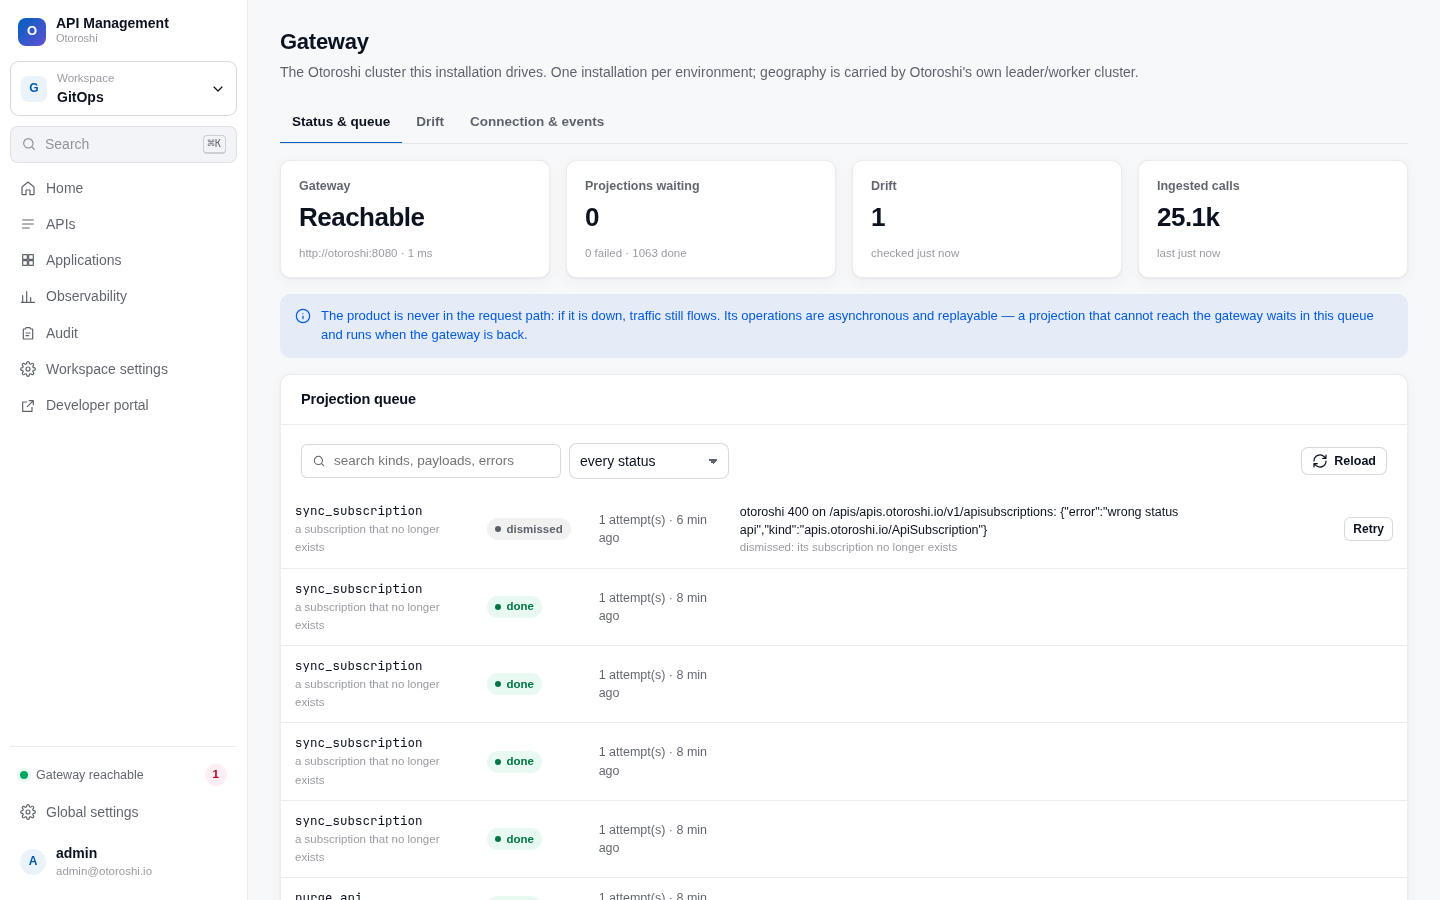 O
API Management
Otoroshi
G
Workspace
GitOps
Search
⌘K
Home
APIs
Applications
Observability
Audit
Workspace settings
Developer portal
Gateway reachable
1
Global settings
A
admin
admin@otoroshi.io
Gateway
The Otoroshi cluster this installation drives. One installation per environment; geography is carried by Otoroshi's own leader/worker cluster.
Status & queue
Drift
Connection & events
Gateway
Reachable
http://otoroshi:8080 · 1 ms
Projections waiting
0
0 failed · 1063 done
Drift
1
checked just now
Ingested calls
25.1k
last just now
The product is never in the request path: if it is down, traffic still flows. Its operations are asynchronous and replayable — a projection that cannot reach the gateway waits in this queue
and runs when the gateway is back.
Projection queue
search kinds, payloads, errors
every status
Reload
sync_subscription
a subscription that no longer
exists
dismissed
1 attempt(s) · 6 min
ago
otoroshi 400 on /apis/apis.otoroshi.io/v1/apisubscriptions: {"error":"wrong status
api","kind":"apis.otoroshi.io/ApiSubscription"}
dismissed: its subscription no longer exists
Retry
sync_subscription
a subscription that no longer
exists
done
1 attempt(s) · 8 min
ago
sync_subscription
a subscription that no longer
exists
done
1 attempt(s) · 8 min
ago
sync_subscription
a subscription that no longer
exists
done
1 attempt(s) · 8 min
ago
sync_subscription
a subscription that no longer
exists
done
1 attempt(s) · 8 min
ago
purge_api
1 attempt(s) · 8 min